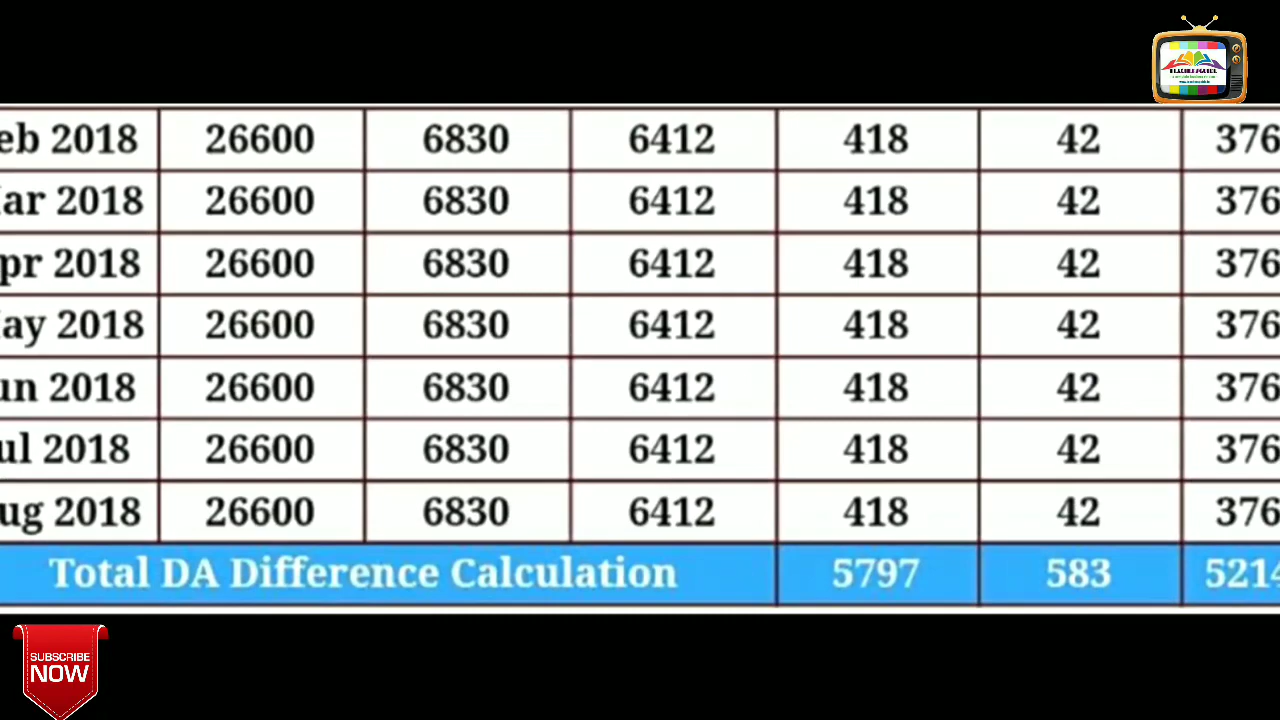 eb 2018 26600 6830 6412 418 42 376
ar 2018 26600 6830 6412 418 42 376
pr 2018 26600 6830 6412 418 42 376
ay 2018 26600 6830 6412 418 42 376
un 2018 26600 6830 6412 418 42 376
ul 2018 26600 6830 6412 418 42 376
ug 2018 26600 6830 6412 418 42 376
Total DA Difference Calculation 5797 583 5214
SUBSCRIBE
NOW